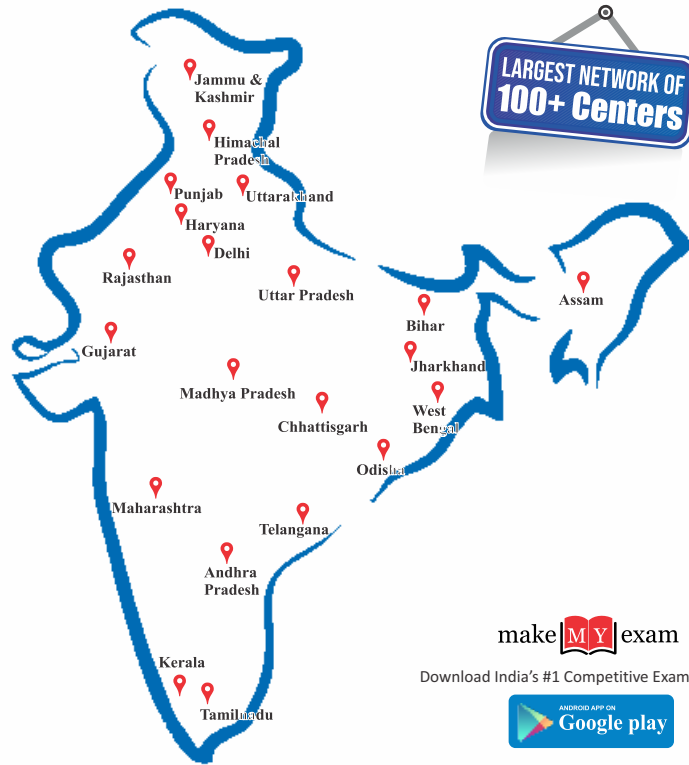 LARGEST NETWORK OF
100+ Centers
Jammu &
Kashmir
Himachal
Pradesh
Punjab
Uttarakhand
Haryana
Delhi
Rajasthan
Uttar Pradesh
Assam
Bihar
Gujarat
Jharkhand
Madhya Pradesh
Chhattisgarh
West
Bengal
Odisha
Maharashtra
Telangana
Andhra
Pradesh
Kerala
Tamilnadu
make MY exam
Download India's #1 Competitive Exam
ANDROID APP ON
Google play